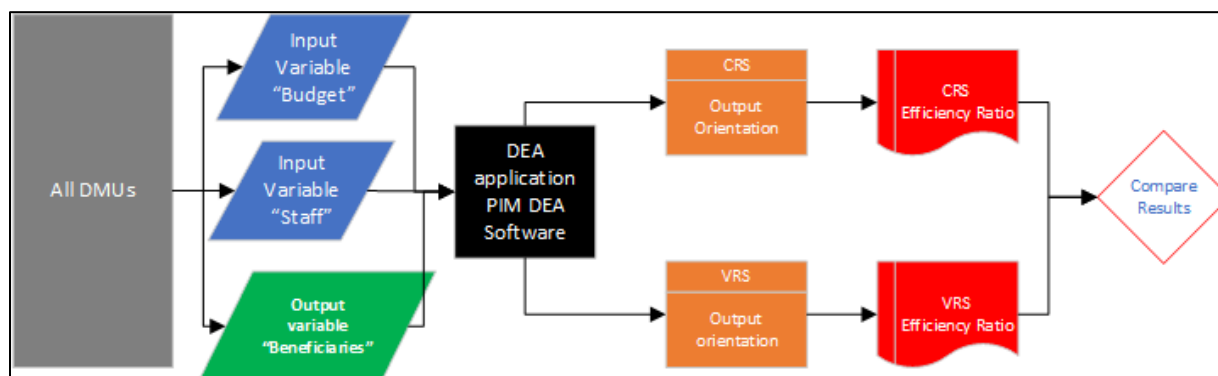 All DMUs
Input
Variable
“Budget”
Input
Variable
“Staff”
Output
variable
“Beneficiaries”
DEA
application
PIM DEA
Software
CRS
Output
Orientation
CRS
Efficiency Ratio
VRS
Output
orientation
VRS
Efficiency Ratio
Compare
Results